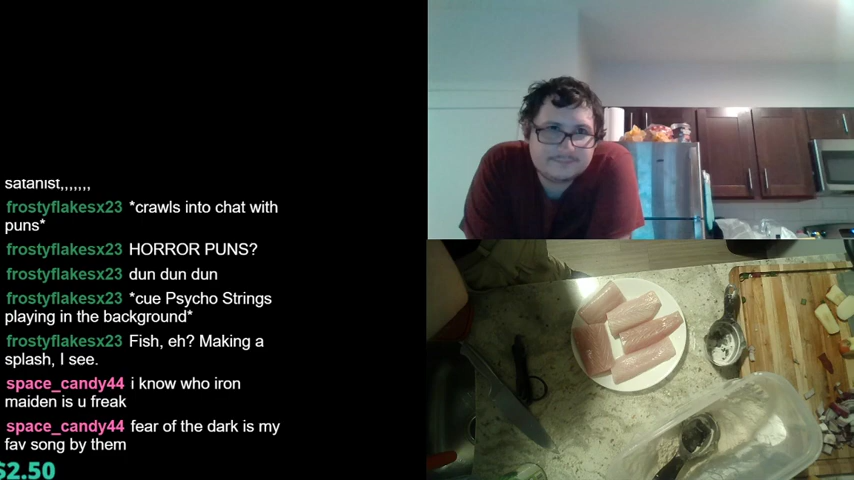 satanist,,,,,,,
frostyflakesx23 *crawls into chat with
puns*
frostyflakesx23 HORROR PUNS?
frostyflakesx23 dun dun dun
frostyflakesx23 *cue Psycho Strings
playing in the background*
frostyflakesx23 Fish, eh? Making a
splash, I see.
space_candy44 i know who iron
maiden is u freak
space_candy44 fear of the dark is my
fav song by them
$2.50